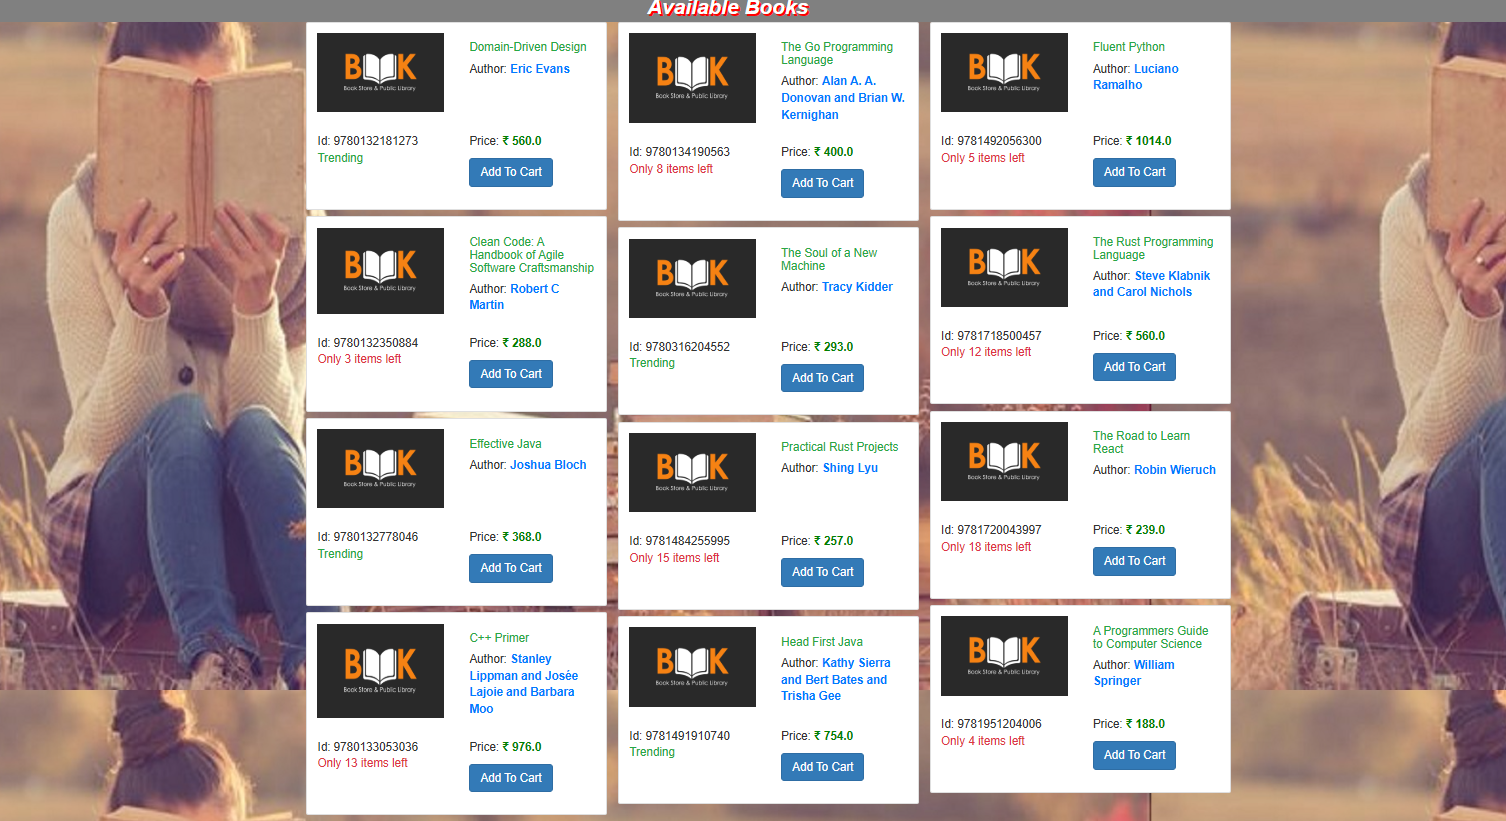 Available Books
BOOK
Book Store & Public Library
Domain-Driven Design
Author: Eric Evans
Id: 9780132181273
Trending
Price: ₹ 560.0
Add To Cart
BOOK
Book Store & Public Library
The Go Programming
Language
Author: Alan A. A.
Donovan and Brian W.
Kernighan
Id: 9780134190563
Only 8 items left
Price: ₹ 400.0
Add To Cart
BOOK
Book Store & Public Library
Fluent Python
Author: Luciano
Ramalho
Id: 9781492056300
Only 5 items left
Price: ₹ 1014.0
Add To Cart
BOOK
Book Store & Public Library
Clean Code: A
Handbook of Agile
Software Craftsmanship
Author: Robert C
Martin
Id: 9780132350884
Only 3 items left
Price: ₹ 288.0
Add To Cart
BOOK
Book Store & Public Library
The Soul of a New
Machine
Author: Tracy Kidder
Id: 9780316204552
Trending
Price: ₹ 293.0
Add To Cart
BOOK
Book Store & Public Library
The Rust Programming
Language
Author: Steve Klabnik
and Carol Nichols
Id: 9781718500457
Only 12 items left
Price: ₹ 560.0
Add To Cart
BOOK
Book Store & Public Library
Effective Java
Author: Joshua Bloch
Id: 9780132778046
Trending
Price: ₹ 368.0
Add To Cart
BOOK
Book Store & Public Library
Practical Rust Projects
Author: Shing Lyu
Id: 9781484255995
Only 15 items left
Price: ₹ 257.0
Add To Cart
BOOK
Book Store & Public Library
The Road to Learn
React
Author: Robin Wieruch
Id: 9781720043997
Only 18 items left
Price: ₹ 239.0
Add To Cart
BOOK
Book Store & Public Library
C++ Primer
Author: Stanley
Lippman and Josée
Lajoie and Barbara
Moo
Id: 9780133053036
Only 13 items left
Price: ₹ 976.0
Add To Cart
BOOK
Book Store & Public Library
Head First Java
Author: Kathy Sierra
and Bert Bates and
Trisha Gee
Id: 9781491910740
Trending
Price: ₹ 754.0
Add To Cart
BOOK
Book Store & Public Library
A Programmers Guide
to Computer Science
Author: William
Springer
Id: 9781951204006
Only 4 items left
Price: ₹ 188.0
Add To Cart